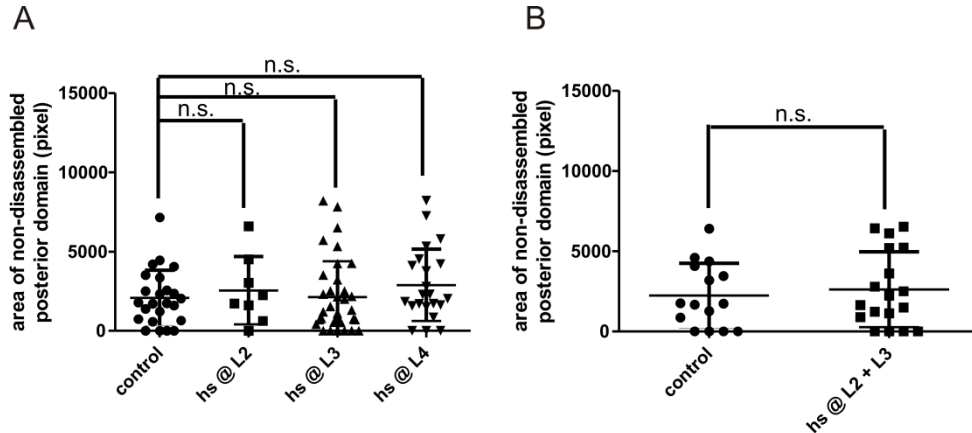 A
n.s.
n.s.
n.s.
area of non-disassembled
posterior domain (pixel)
15000
10000
5000
0
control
hs @ L2
hs @ L3
hs @ L4
B
n.s.
area of non-disassembled
posterior domain (pixel)
15000
10000
5000
0
control
hs @ L2 + L3